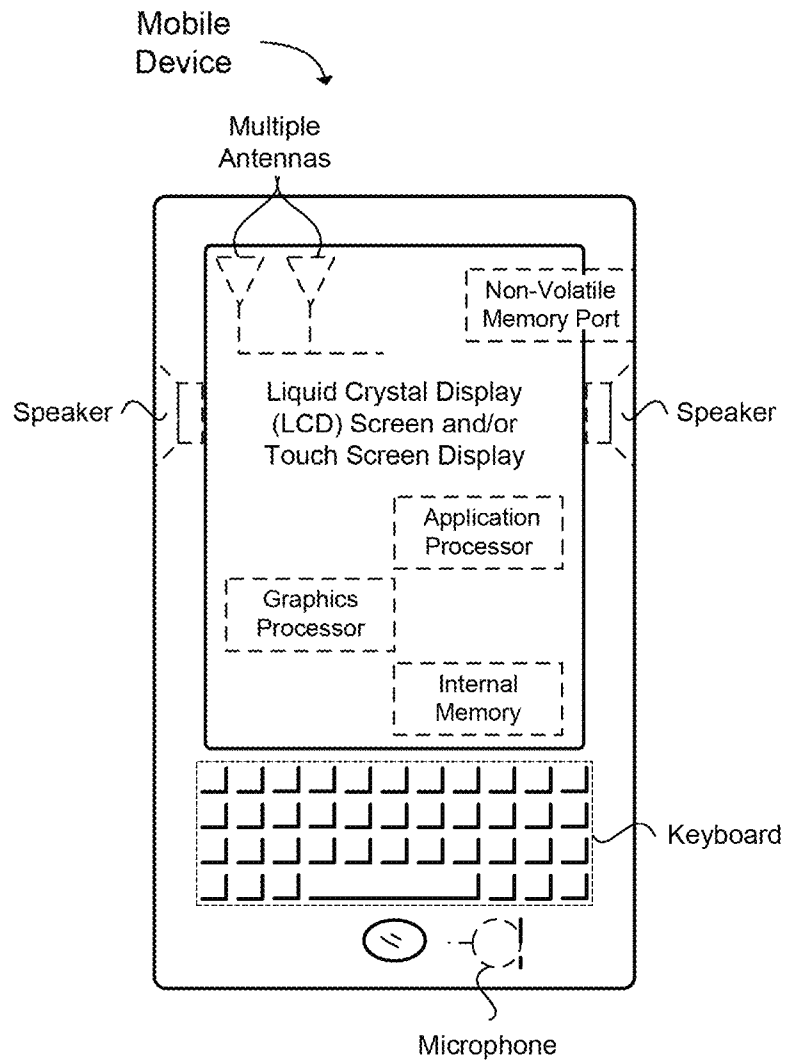 Mobile
Device
Multiple
Antennas
Non-Volatile
Memory Port
Speaker
Liquid Crystal Display
(LCD) Screen and/or
Touch Screen Display
Speaker
Application
Processor
Graphics
Processor
Internal
Memory
Keyboard
Microphone